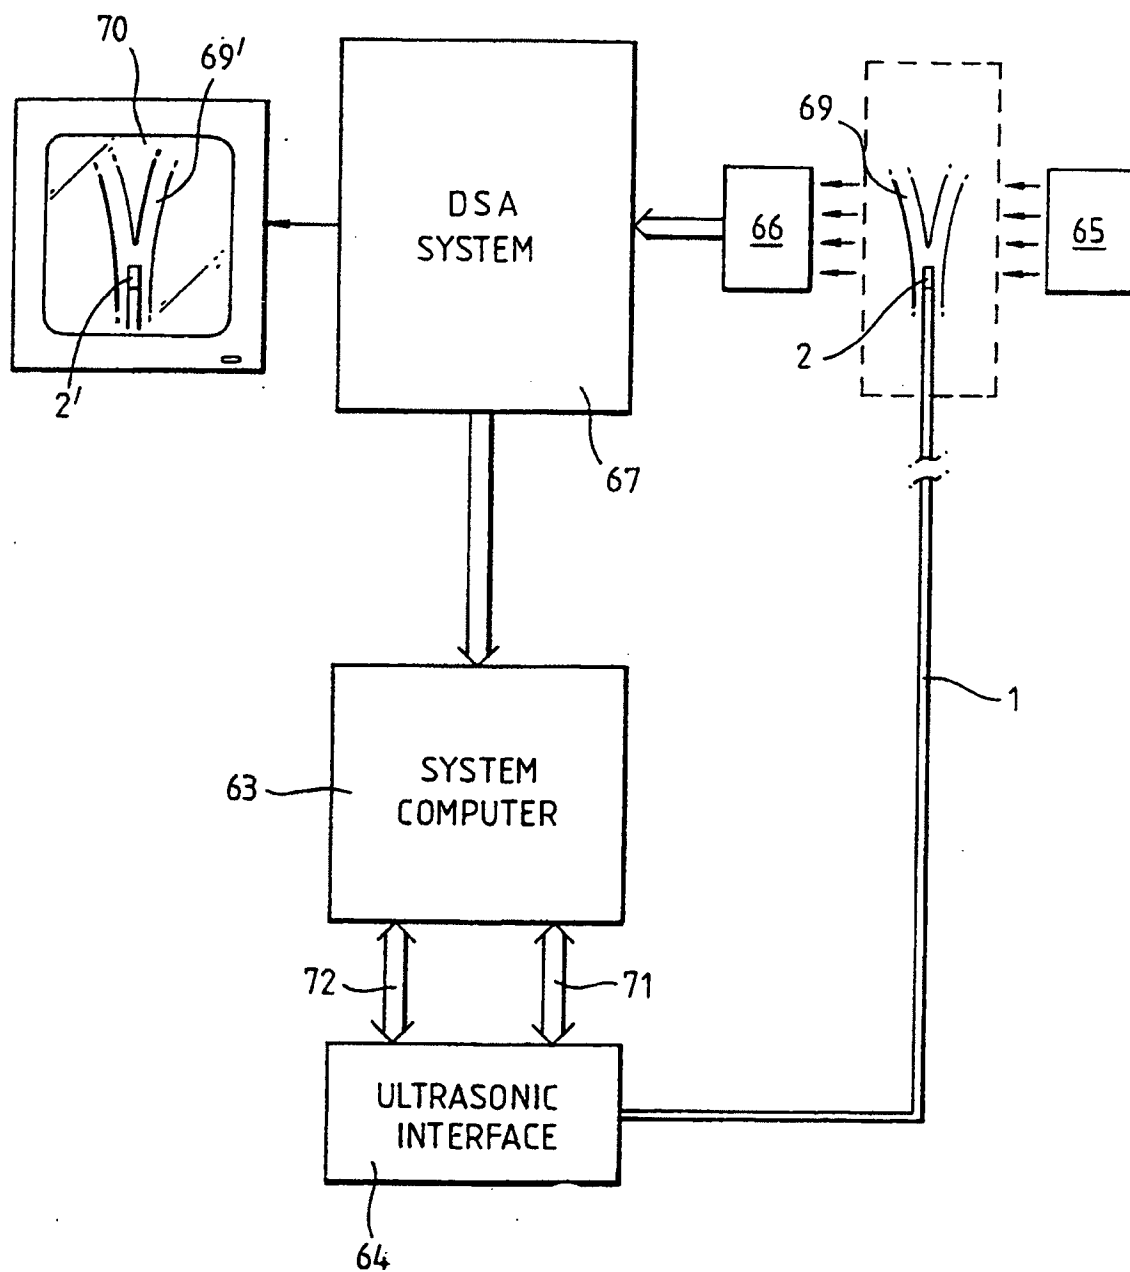 70
69'
69
DSA
SYSTEM
66
65
2
2'
67
1
63
SYSTEM
COMPUTER
72
71
ULTRASONIC
INTERFACE
64